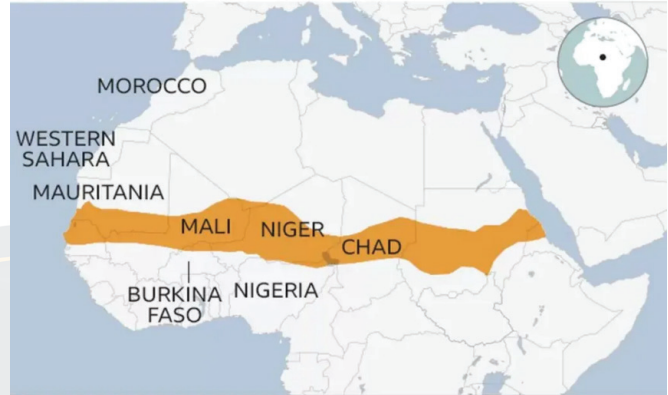 MOROCCO
WESTERN
SAHARA
MAURITANIA
MALI
NIGER
CHAD
BURKINA
FASO
NIGERIA